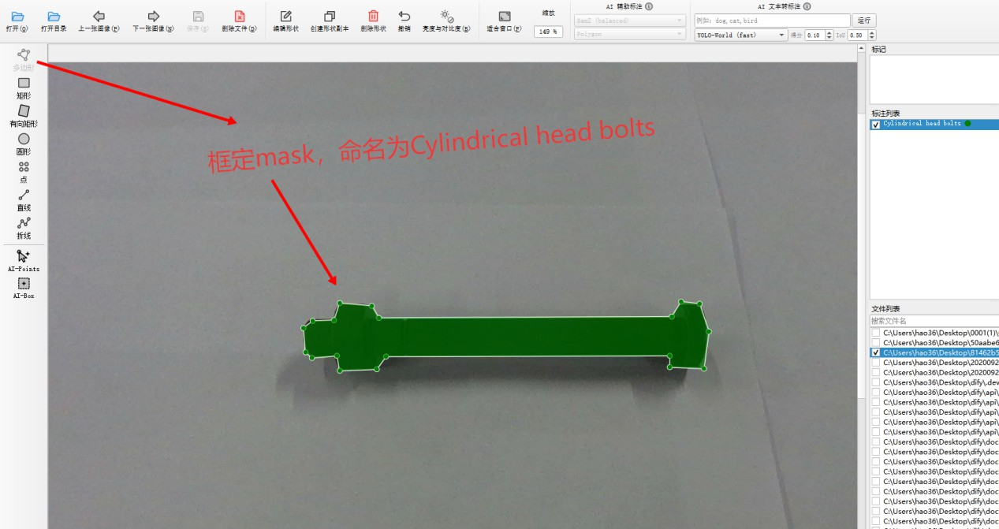 打开(O)
打开目录
上一张图像(P)
下一张图像(N)
保存(S)
删除文件(D)
编辑形状
创建形状副本
删除形状
撤销
亮度与对比度(B)
适合窗口(F)
缩放
149 %
AI 辅助标注
Sam2 (balanced)
Polygon
AI 文本转标注
例如: dog,cat,bird
运行
YOLO-World (fast)
得分 0.10 IoU 0.50
多边形
矩形
有向矩形
圆形
点
直线
折线
AI-Points
AI-Box
框定mask，命名为Cylindrical head bolts
标记
标注列表
Cylindrical head bolts
文件列表
搜索文件名
C:\Users\hao36\Desktop\0001(1)\
C:\Users\hao36\Desktop\50aabe6
C:\Users\hao36\Desktop\81462b5
C:\Users\hao36\Desktop\2020092
C:\Users\hao36\Desktop\2020092
C:\Users\hao36\Desktop\dify\.dev
C:\Users\hao36\Desktop\dify\api\
C:\Users\hao36\Desktop\dify\api\
C:\Users\hao36\Desktop\dify\api\
C:\Users\hao36\Desktop\dify\api\
C:\Users\hao36\Desktop\dify\api\
C:\Users\hao36\Desktop\dify\doc
C:\Users\hao36\Desktop\dify\doc
C:\Users\hao36\Desktop\dify\doc
C:\Users\hao36\Desktop\dify\doc
C:\Users\hao36\Desktop\dify\doc
C:\Users\hao36\Desktop\dify\doc
C:\Users\hao36\Desktop\dify\doc
C:\Users\hao36\Desktop\dify\doc
C:\Users\hao36\Desktop\dify\doc